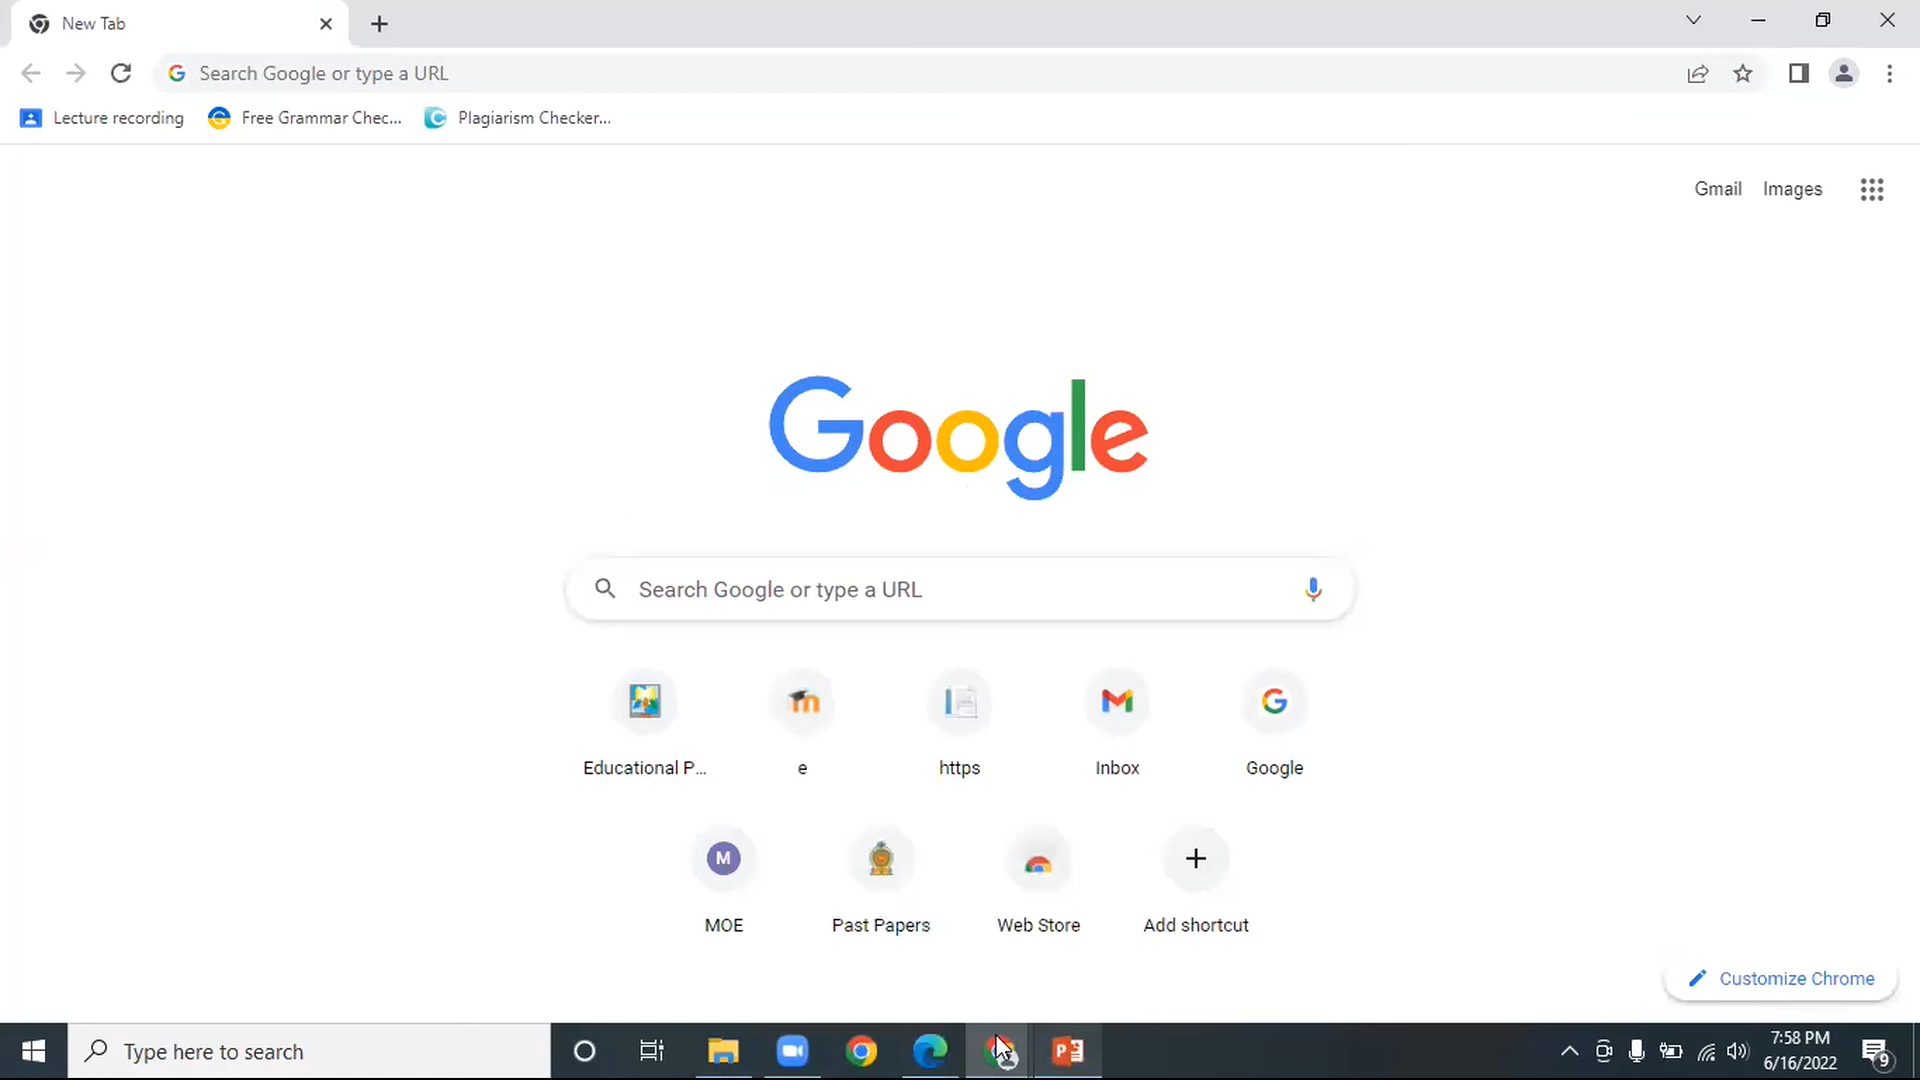 New Tab
Search Google or type a URL
Lecture recording Free Grammar Chec... Plagiarism Checker...
Gmail Images
Google
Search Google or type a URL
Educational P... e https Inbox Google
M
MOE Past Papers Web Store Add shortcut
Customize Chrome
Type here to search
7:58 PM
6/16/2022
9